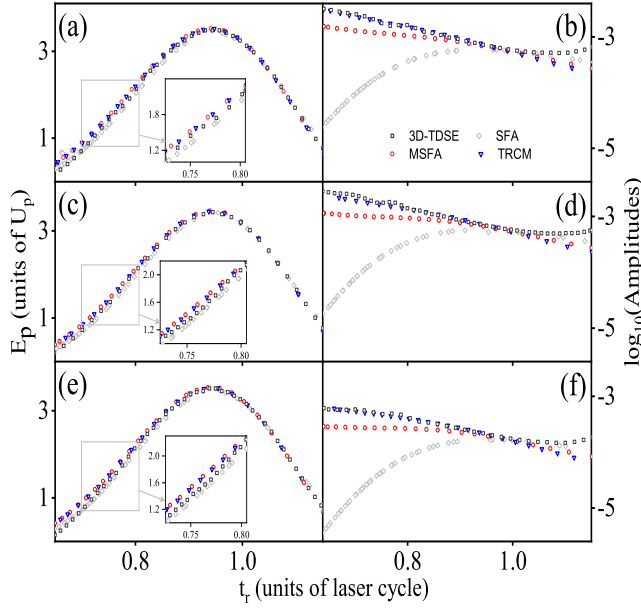 (a)
(b)
3
1
1.8
1.2
0.75
0.80
-3
-5
3D-TDSE
SFA
MSFA
TRCM
(c)
(d)
3
1
2.0
1.6
1.2
0.75
0.80
-3
-5
(e)
(f)
3
1
2.2
1.8
1.2
0.75
0.80
-3
-5
Ep (units of Up)
log10(Amplitudes)
0.8
1.0
0.8
1.0
tr (units of laser cycle)